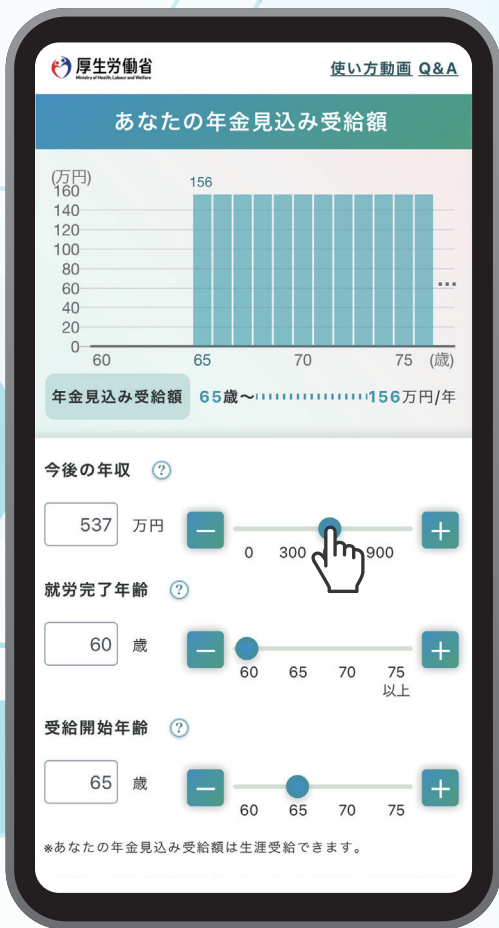 厚生労働省
Ministry of Health, Labour and Welfare
使い方動画 Q&A
あなたの年金見込み受給額
(万円)
160
156
140
120
100
80
60
40
20
0
...
60 65 70 75 (歳)
年金見込み受給額 65歳〜156万円/年
今後の年収 ?
537 万円 − +
0 300 900
就労完了年齢 ?
60 歳 − +
60 65 70 75
以上
受給開始年齢 ?
65 歳 − +
60 65 70 75
※あなたの年金見込み受給額は生涯受給できます。